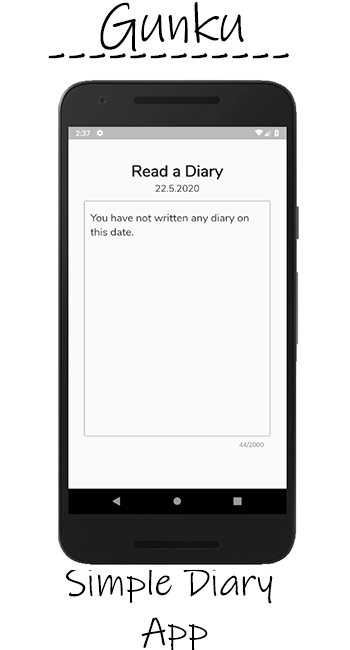 Gunku
2:37
Read a Diary
22.5.2020
You have not written any diary on
this date.
44/2000
Simple Diary
App